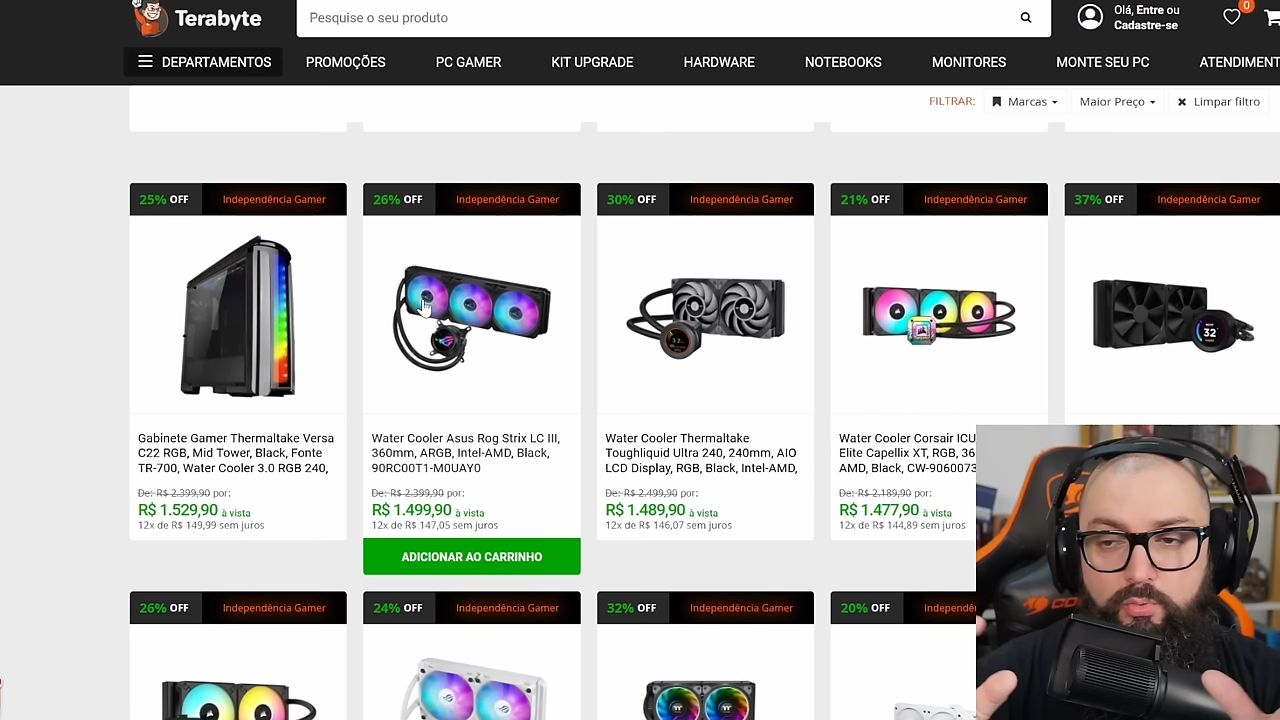 Terabyte
Pesquise o seu produto
Olá, Entre ou
Cadastre-se
0
DEPARTAMENTOS
PROMOÇÕES
PC GAMER
KIT UPGRADE
HARDWARE
NOTEBOOKS
MONITORES
MONTE SEU PC
ATENDIMENT
FILTRAR:
Marcas
Maior Preço
Limpar filtro
25% OFF
Independência Gamer
Gabinete Gamer Thermaltake Versa
C22 RGB, Mid Tower, Black, Fonte
TR-700, Water Cooler 3.0 RGB 240,
De: R$ 2.399,90 por:
R$ 1.529,90 à vista
12x de R$ 149,99 sem juros
26% OFF
Independência Gamer
Water Cooler Asus Rog Strix LC III,
360mm, ARGB, Intel-AMD, Black,
90RC00T1-M0UAY0
De: R$ 2.399,90 por:
R$ 1.499,90 à vista
12x de R$ 147,05 sem juros
ADICIONAR AO CARRINHO
30% OFF
Independência Gamer
Water Cooler Thermaltake
Toughliquid Ultra 240, 240mm, AIO
LCD Display, RGB, Black, Intel-AMD,
De: R$ 2.499,90 por:
R$ 1.489,90 à vista
12x de R$ 146,07 sem juros
21% OFF
Independência Gamer
Water Cooler Corsair ICU
Elite Capellix XT, RGB, 36
AMD, Black, CW-9060073
De: R$ 2.189,90 por:
R$ 1.477,90 à vista
12x de R$ 144,89 sem juros
37% OFF
Independência Gamer
32
26% OFF
Independência Gamer
24% OFF
Independência Gamer
32% OFF
Independência Gamer
20% OFF
Independên